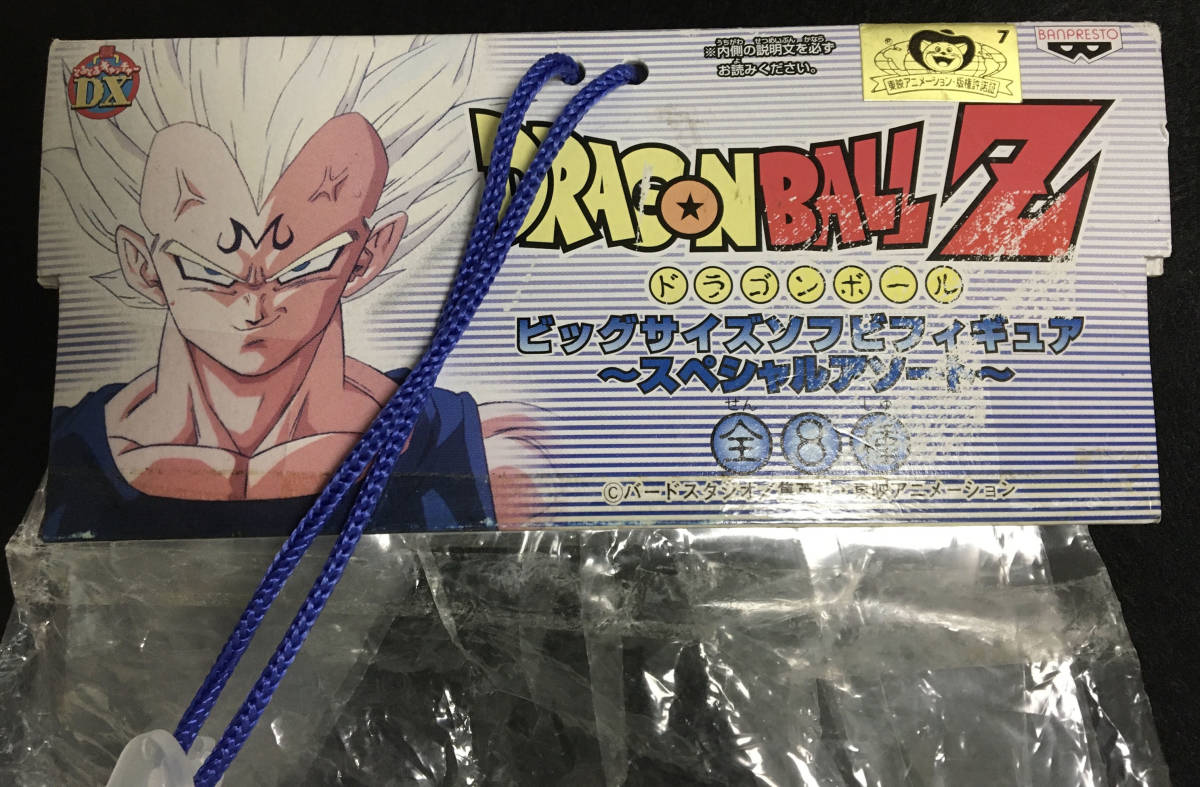 DX
うちがわ せつめいぶん かなら
※内側の説明文を必ず
よ
お読みください。
7
東映アニメーション・版権許諾証
BANPRESTO
DRAGONBALL Z
ドラゴンボール
ビッグサイズソフビフィギュア
～スペシャルアソート～
ぜん しゅ
全8種
©バードスタジオ/集英社・東映アニメーション